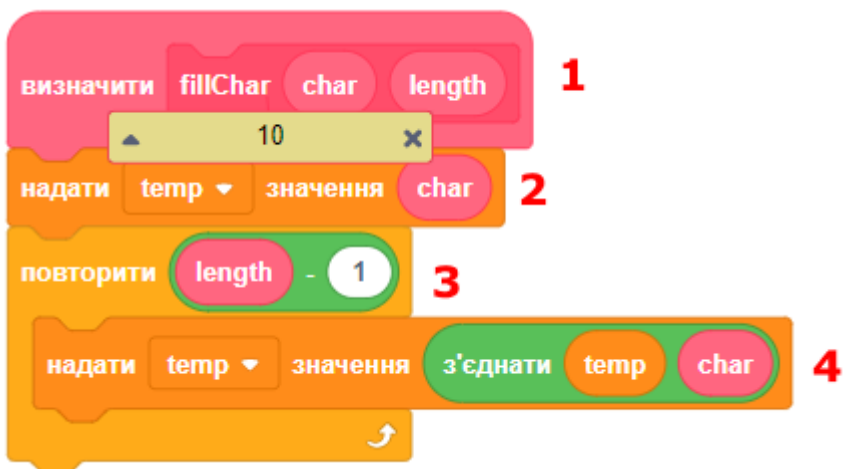 визначити fillChar char length 1
10
надати temp значення char 2
повторити length - 1 3
надати temp значення з'єднати temp char 4